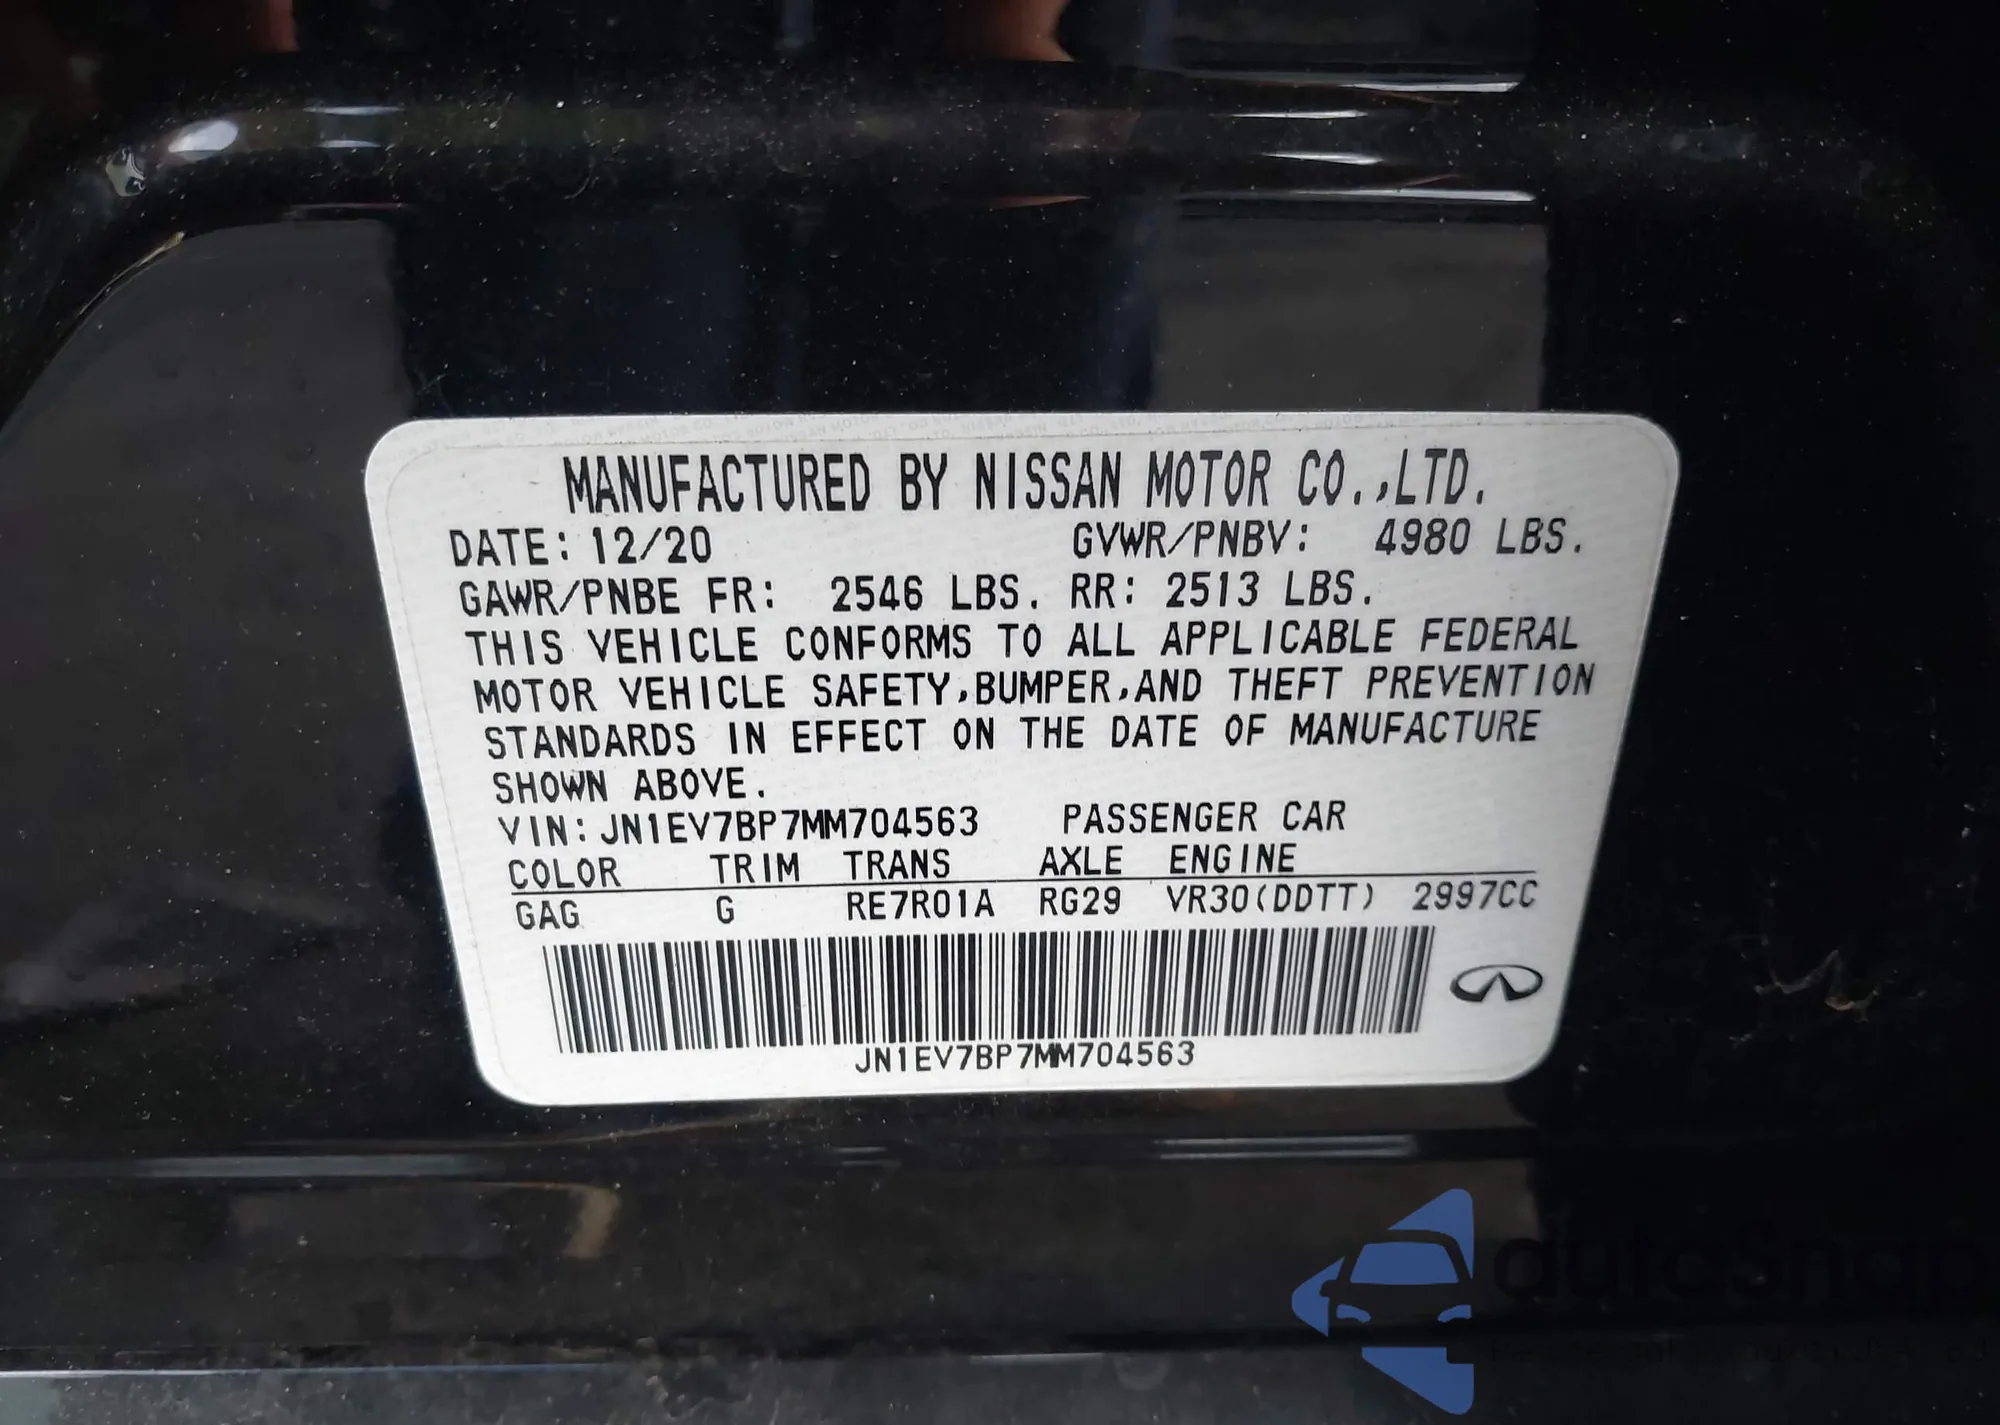 MANUFACTURED BY NISSAN MOTOR CO.,LTD.
DATE: 12/20 GVWR/PNBV: 4980 LBS.
GAWR/PNBE FR: 2546 LBS. RR: 2513 LBS.
THIS VEHICLE CONFORMS TO ALL APPLICABLE FEDERAL
MOTOR VEHICLE SAFETY,BUMPER,AND THEFT PREVENTION
STANDARDS IN EFFECT ON THE DATE OF MANUFACTURE
SHOWN ABOVE.
VIN: JN1EV7BP7MM704563 PASSENGER CAR
COLOR TRIM TRANS AXLE ENGINE
GAG G RE7R01A RG29 VR30(DDTT) 2997CC
JN1EV7BP7MM704563